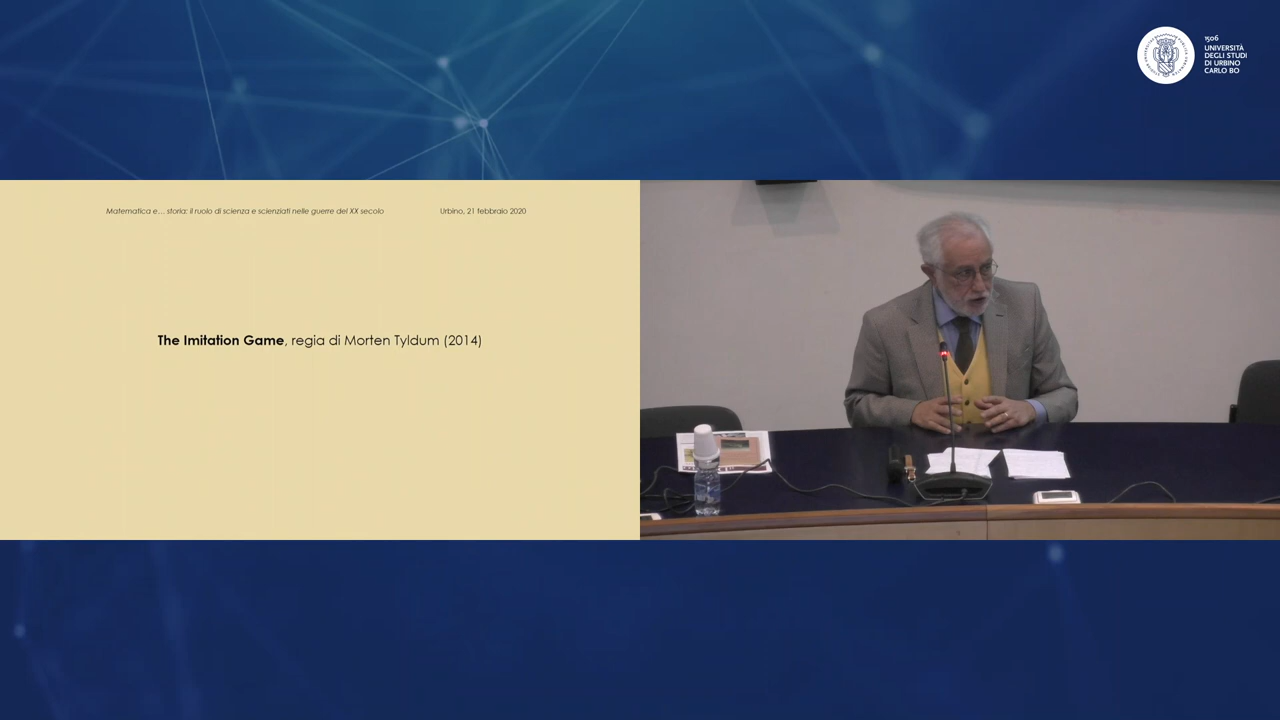 1506
UNIVERSITÀ
DEGLI STUDI
DI URBINO
CARLO BO
Matematica e... storia: il ruolo di scienza e scienziati nelle guerre del XX secolo
Urbino, 21 febbraio 2020
The Imitation Game, regia di Morten Tyldum (2014)